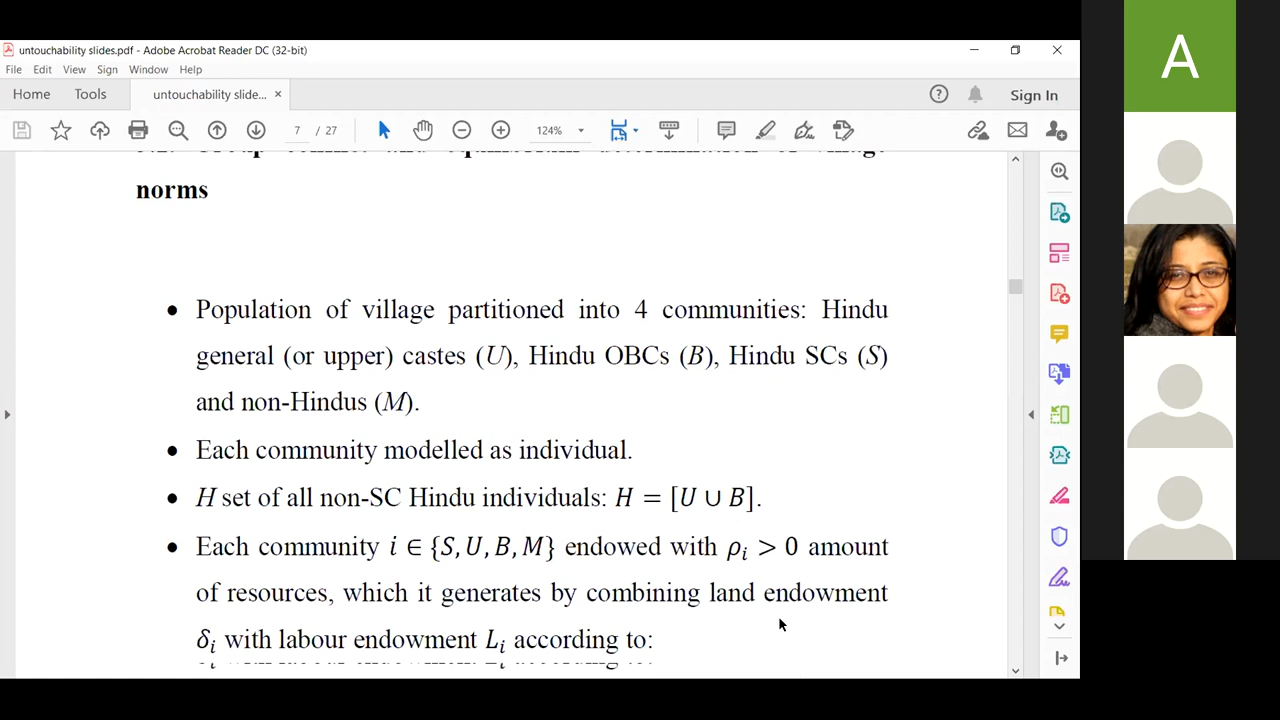 untouchability slides.pdf - Adobe Acrobat Reader DC (32-bit)
File Edit View Sign Window Help
Home Tools untouchability slide... × Sign In
7 / 27 124%
norms
• Population of village partitioned into 4 communities: Hindu
general (or upper) castes (U), Hindu OBCs (B), Hindu SCs (S)
and non-Hindus (M).
• Each community modelled as individual.
• H set of all non-SC Hindu individuals: H = [U ∪ B].
• Each community i ∈ {S, U, B, M} endowed with ρᵢ > 0 amount
of resources, which it generates by combining land endowment
δᵢ with labour endowment Lᵢ according to:
A